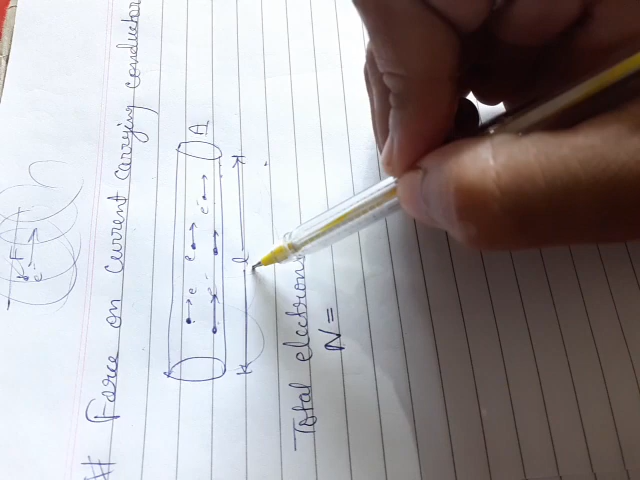 F
e
# Force on current carrying conductor
A
e e e
l
Total electrons
N =